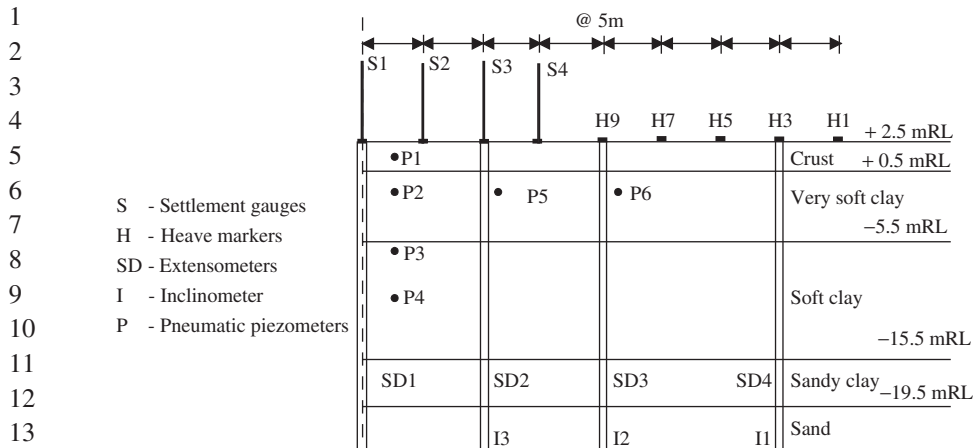 1
@ 5m
2
S1 S2 S3 S4
3
4
H9 H7 H5 H3 H1
+ 2.5 mRL
5
P1
Crust + 0.5 mRL
6
P2 P5 P6
Very soft clay
S - Settlement gauges
7
−5.5 mRL
H - Heave markers
8
P3
SD - Extensometers
9
I - Inclinometer
P4
Soft clay
10
P - Pneumatic piezometers
−15.5 mRL
11
SD1 SD2 SD3 SD4
Sandy clay −19.5 mRL
12
13
I3 I2 I1
Sand